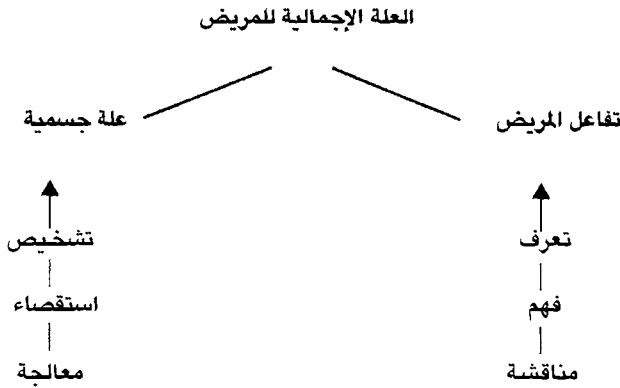 العلة الإجمالية للمريض
تفاعل المريض
علة جسمية
تعرف
تشخيص
فهم
استقصاء
مناقشة
معالجة